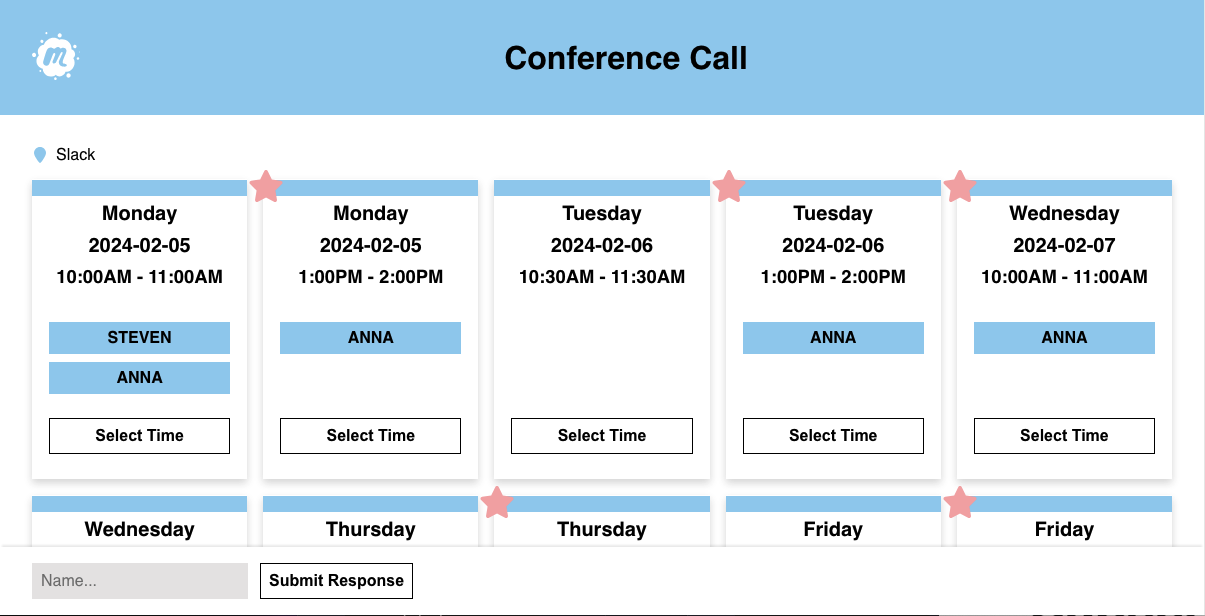 m
Conference Call
Slack
Monday
2024-02-05
10:00AM - 11:00AM
STEVEN
ANNA
Select Time
Monday
2024-02-05
1:00PM - 2:00PM
ANNA
Select Time
Tuesday
2024-02-06
10:30AM - 11:30AM
Select Time
Tuesday
2024-02-06
1:00PM - 2:00PM
ANNA
Select Time
Wednesday
2024-02-07
10:00AM - 11:00AM
ANNA
Select Time
Wednesday
Thursday
Thursday
Friday
Friday
Name...
Submit Response